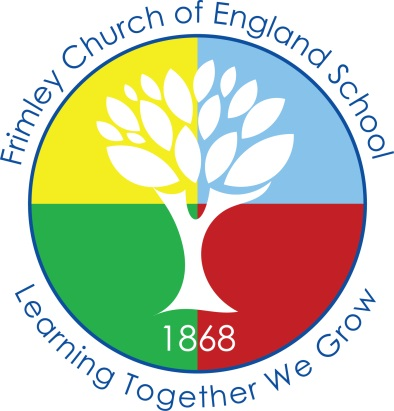 Frimley Church of England School
1868
Learning Together We Grow